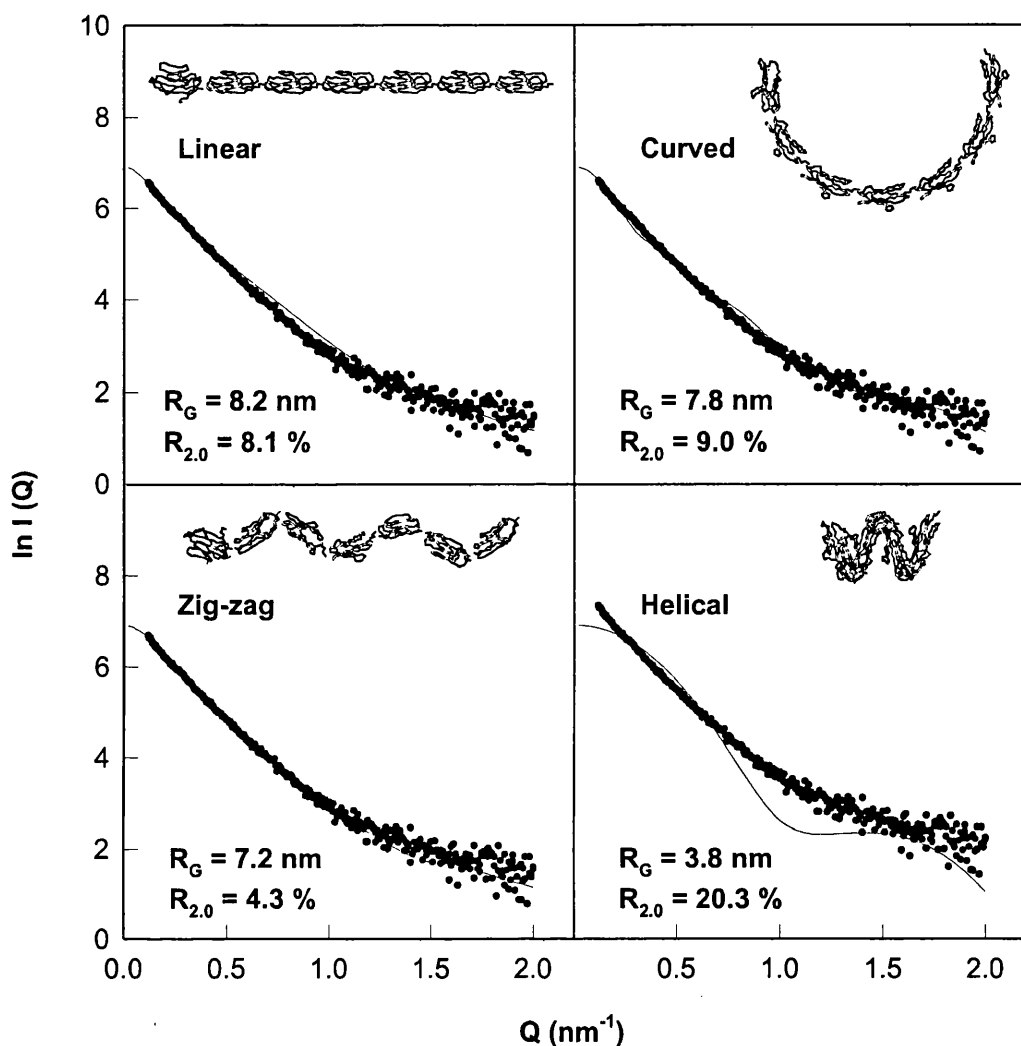 10
8
6
4
2
0
8
6
4
2
0
ln I (Q)
Linear
R_G = 8.2 nm
R_2.0 = 8.1 %
Curved
R_G = 7.8 nm
R_2.0 = 9.0 %
Zig-zag
R_G = 7.2 nm
R_2.0 = 4.3 %
Helical
R_G = 3.8 nm
R_2.0 = 20.3 %
0.0 0.5 1.0 1.5 2.0 0.5 1.0 1.5 2.0
Q (nm⁻¹)